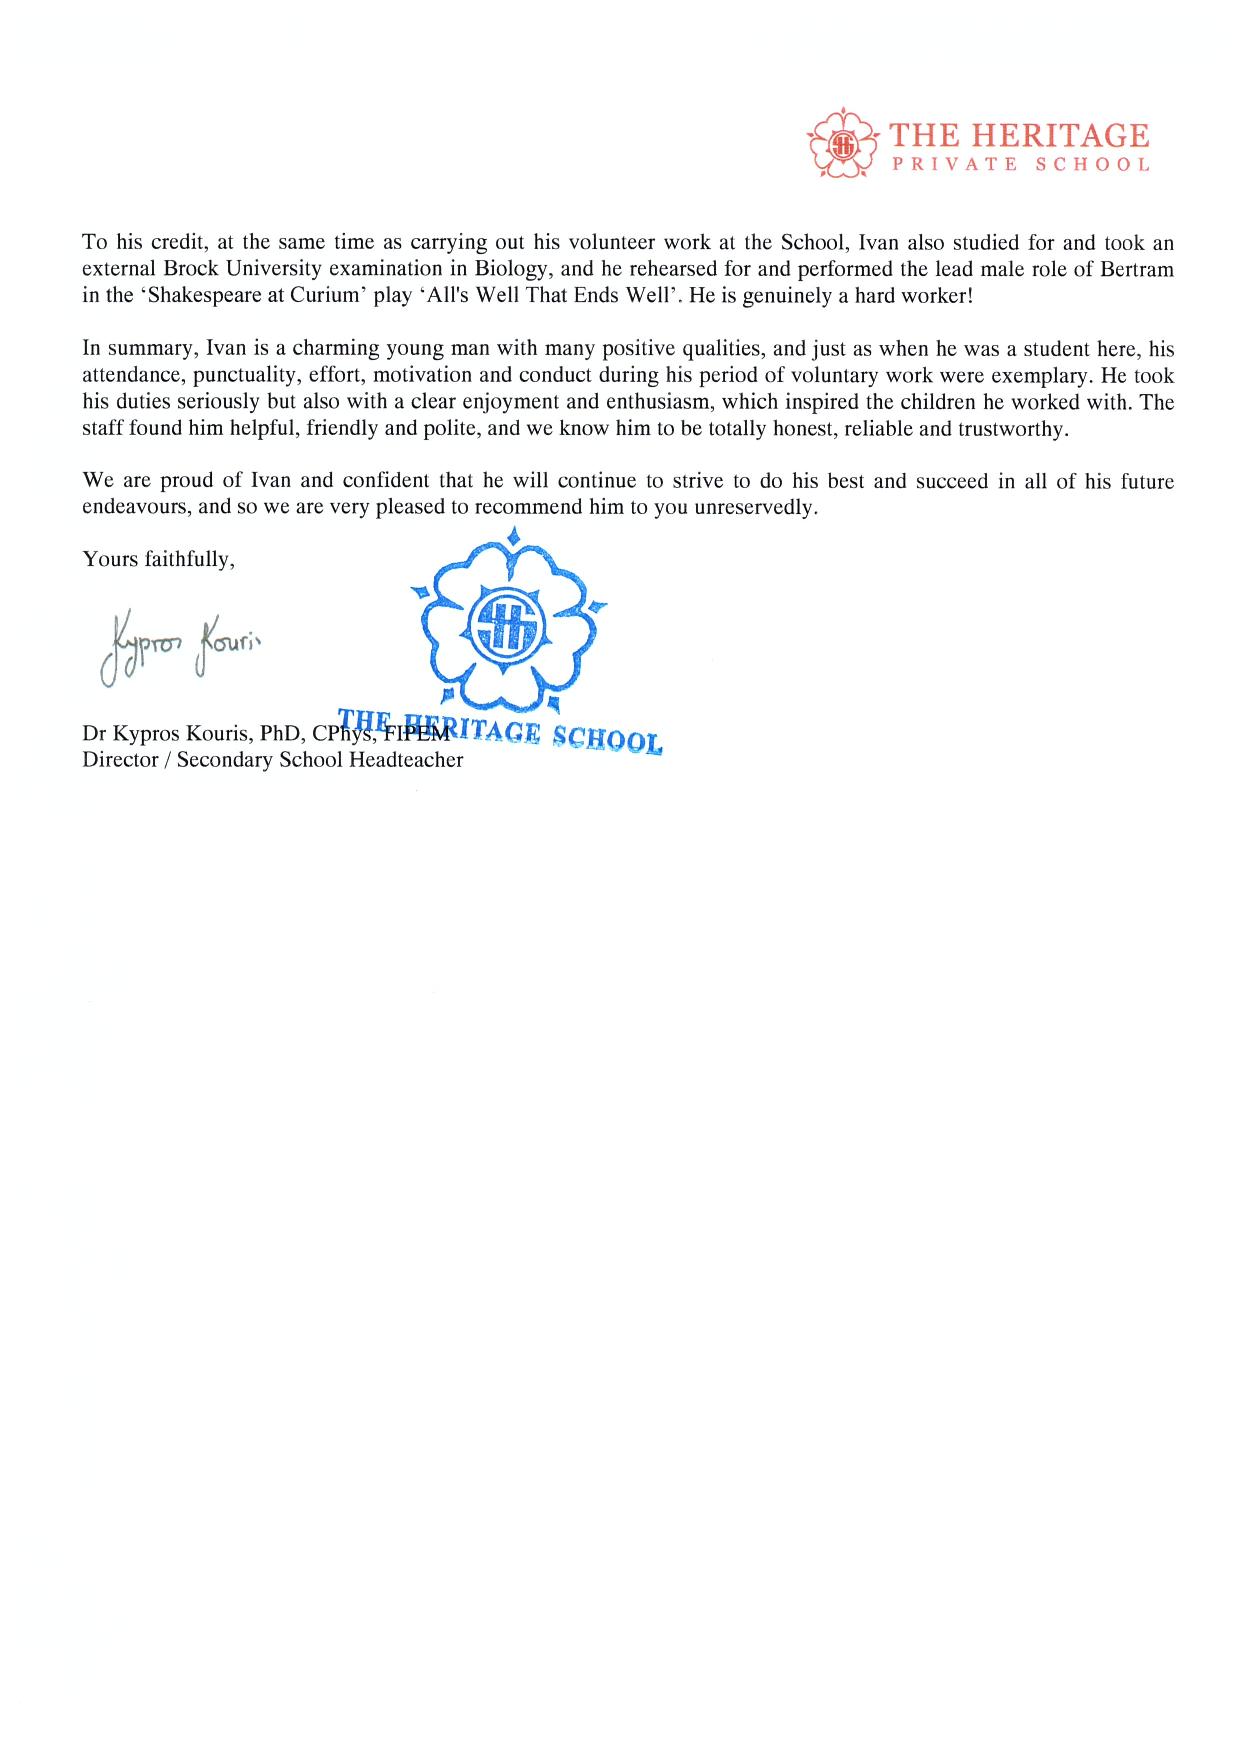 THE HERITAGE
PRIVATE SCHOOL
To his credit, at the same time as carrying out his volunteer work at the School, Ivan also studied for and took an
external Brock University examination in Biology, and he rehearsed for and performed the lead male role of Bertram
in the ‘Shakespeare at Curium’ play ‘All's Well That Ends Well’. He is genuinely a hard worker!
In summary, Ivan is a charming young man with many positive qualities, and just as when he was a student here, his
attendance, punctuality, effort, motivation and conduct during his period of voluntary work were exemplary. He took
his duties seriously but also with a clear enjoyment and enthusiasm, which inspired the children he worked with. The
staff found him helpful, friendly and polite, and we know him to be totally honest, reliable and trustworthy.
We are proud of Ivan and confident that he will continue to strive to do his best and succeed in all of his future
endeavours, and so we are very pleased to recommend him to you unreservedly.
Yours faithfully,
Kypros Kouris
THE HERITAGE SCHOOL
Dr Kypros Kouris, PhD, CPhys, FIPEM
Director / Secondary School Headteacher